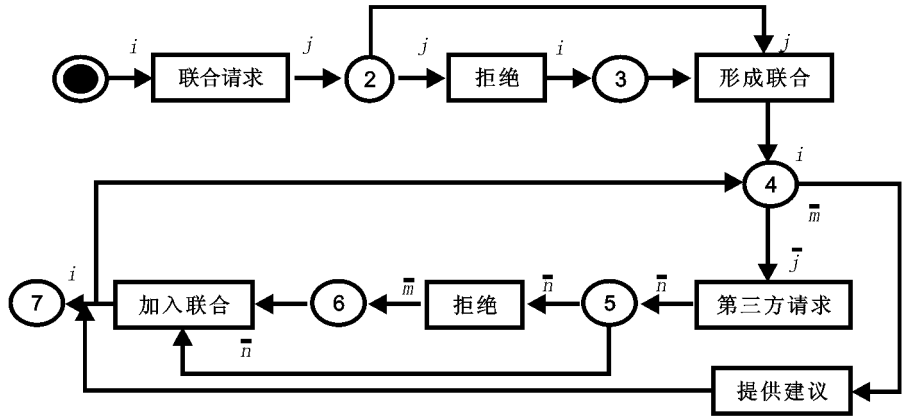 i 联合请求 j 2 j 拒绝 i 3 j 形成联合
4 i
m̄
j̄
7 i 加入联合 6 m̄ 拒绝 n̄ 5 n̄ 第三方请求
n̄
提供建议